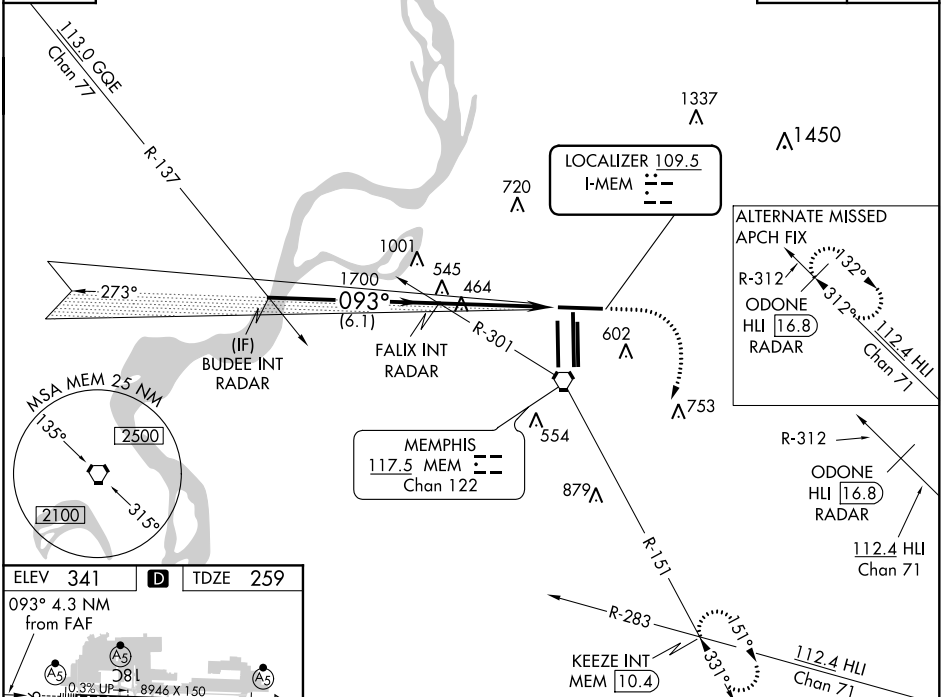 113.0 GQE
Chan 77
R-137
1337
1450
LOCALIZER 109.5
I-MEM
720
1001
545
464
1700
093°
(6.1)
273°
R-301
602
(IF)
BUDEE INT
RADAR
FALIX INT
RADAR
753
ALTERNATE MISSED
APCH FIX
132°
R-312
312°
ODONE
HLI 16.8
RADAR
112.4 HLI
Chan 71
MSA MEM 25 NM
135°
2500
2100
315°
MEMPHIS
117.5 MEM
Chan 122
554
879
R-312
ODONE
HLI 16.8
RADAR
112.4 HLI
Chan 71
R-151
R-283
151°
331°
KEEZE INT
MEM 10.4
112.4 HLI
Chan 71
ELEV 341
D
TDZE 259
093° 4.3 NM
from FAF
A5
A5
A5
18C
0.3% UP
8946 X 150